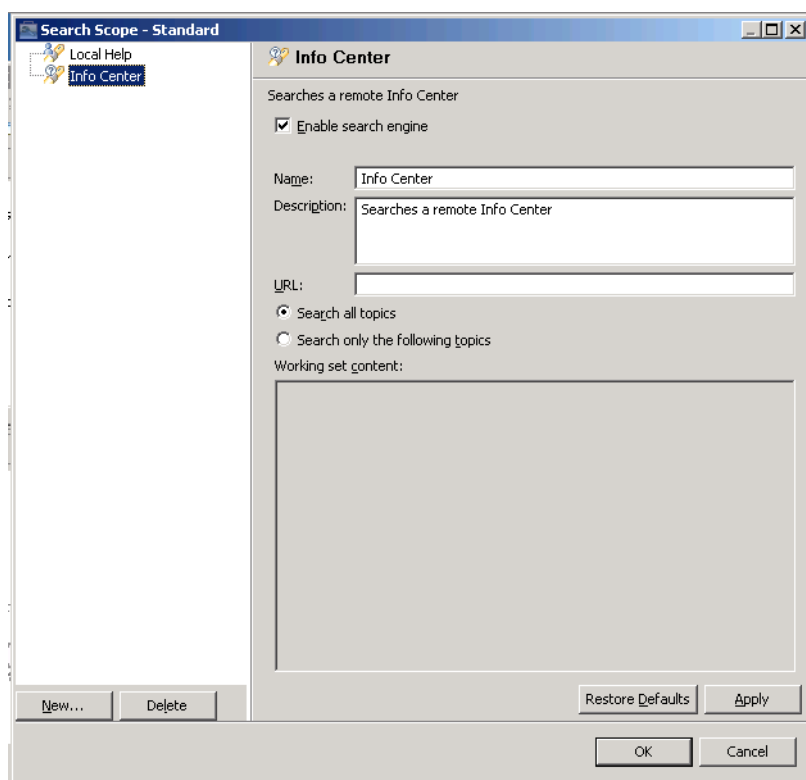 Search Scope - Standard
Local Help
Info Center
Info Center
Searches a remote Info Center
Enable search engine
Name: Info Center
Description: Searches a remote Info Center
URL:
Search all topics
Search only the following topics
Working set content:
Restore Defaults Apply
New... Delete
OK Cancel